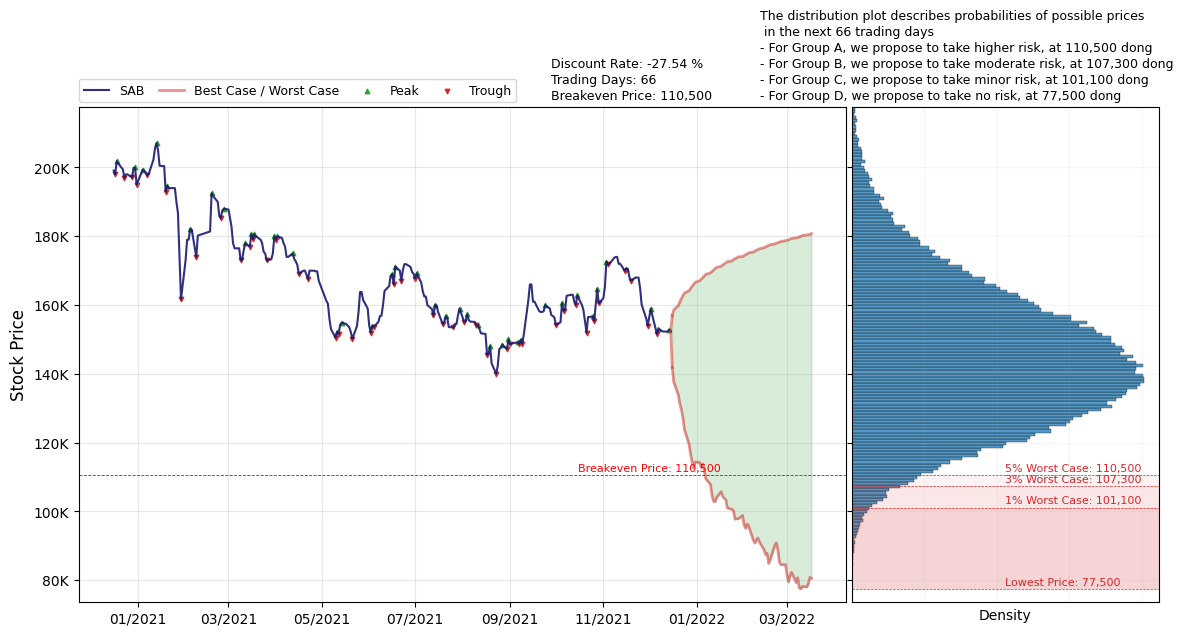 The distribution plot describes probabilities of possible prices
in the next 66 trading days
- For Group A, we propose to take higher risk, at 110,500 dong
- For Group B, we propose to take moderate risk, at 107,300 dong
- For Group C, we propose to take minor risk, at 101,100 dong
- For Group D, we propose to take no risk, at 77,500 dong
Discount Rate: -27.54 %
Trading Days: 66
Breakeven Price: 110,500
SAB
Best Case / Worst Case
Peak
Trough
Stock Price
200K
180K
160K
140K
120K
100K
80K
Breakeven Price: 110,500
5% Worst Case: 110,500
3% Worst Case: 107,300
1% Worst Case: 101,100
Lowest Price: 77,500
01/2021
03/2021
05/2021
07/2021
09/2021
11/2021
01/2022
03/2022
Density